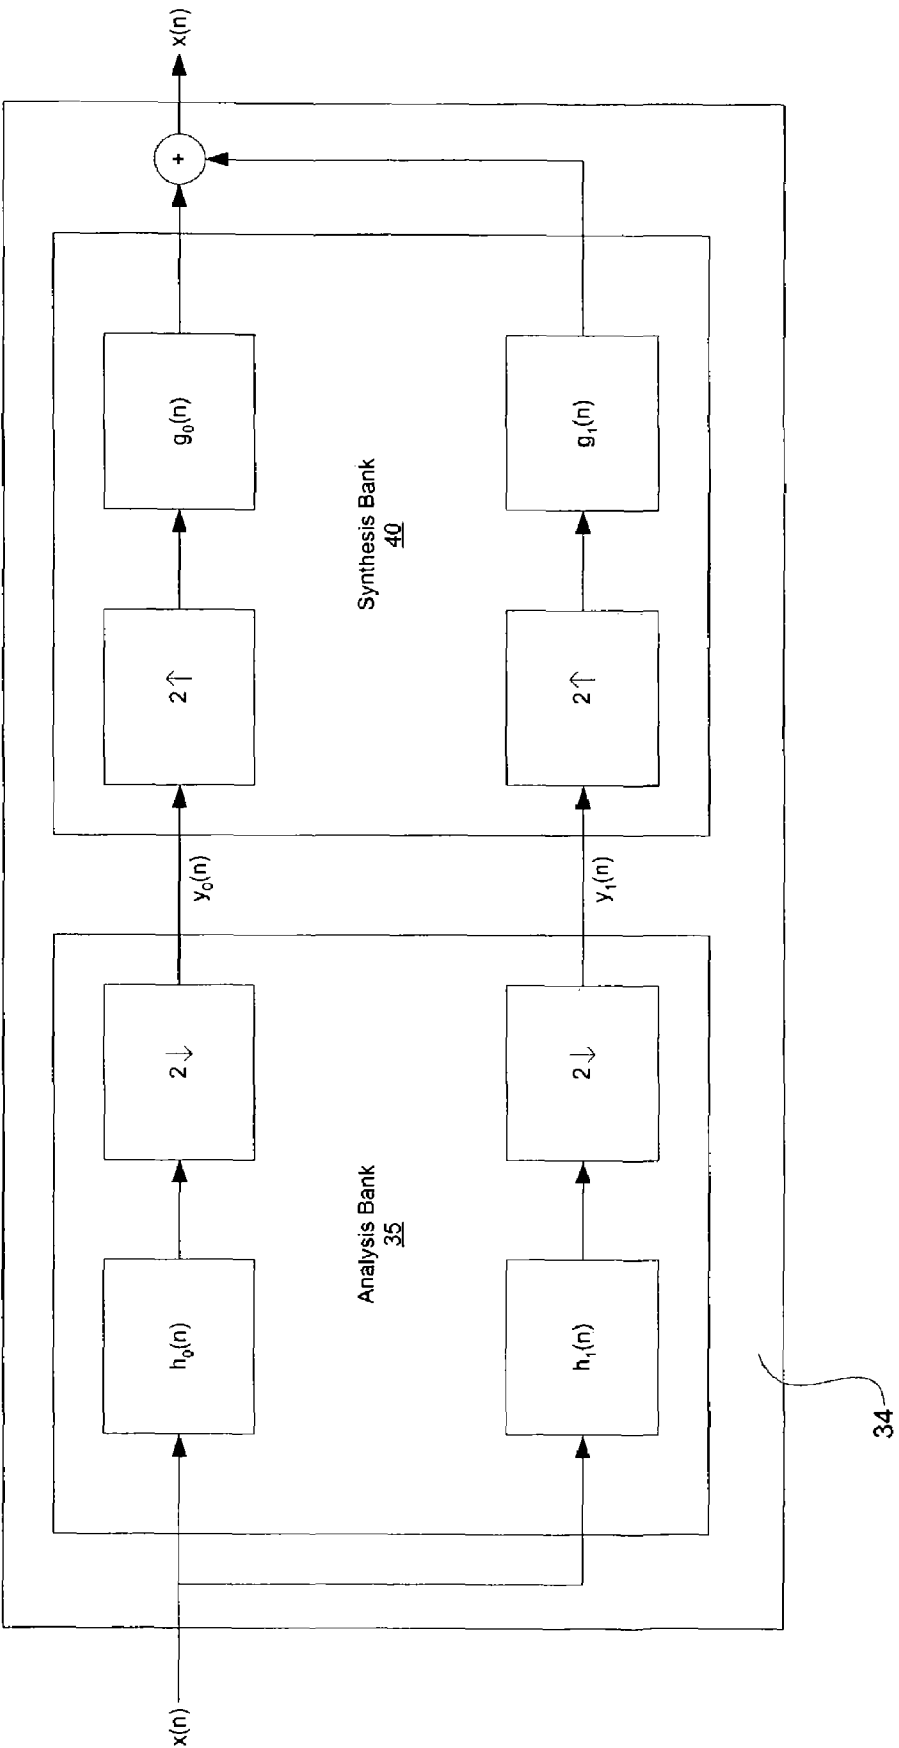 x(n)
h₀(n)
2↓
y₀(n)
2↑
g₀(n)
+
x(n)
Analysis Bank
35
Synthesis Bank
40
h₁(n)
2↓
y₁(n)
2↑
g₁(n)
34